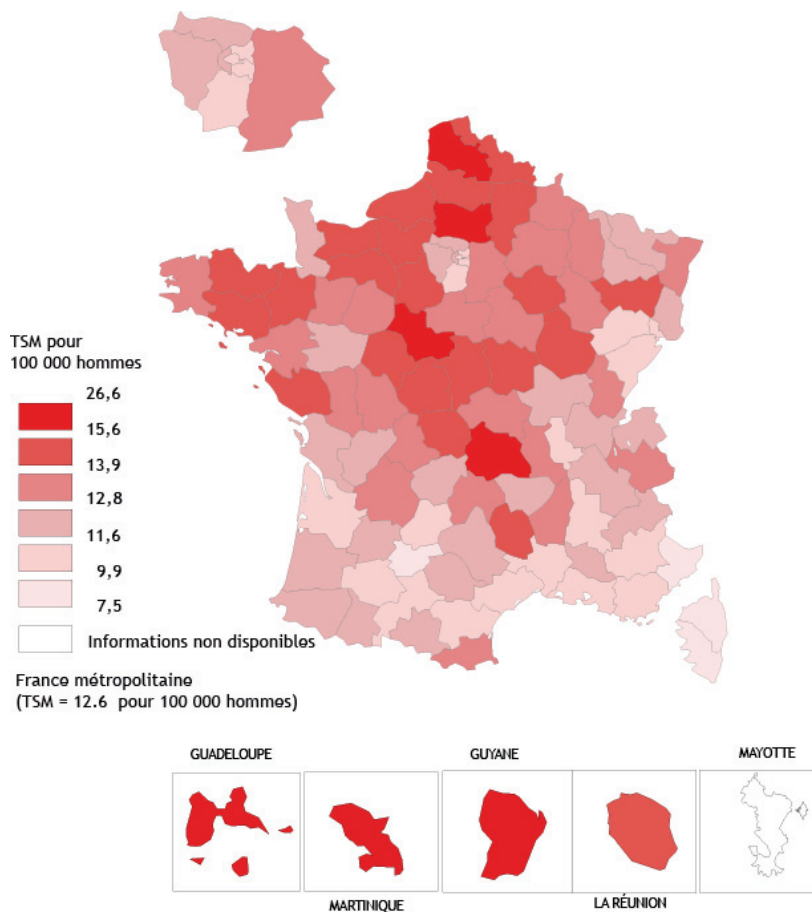 TSM pour
100 000 hommes
26,6
15,6
13,9
12,8
11,6
9,9
7,5
Informations non disponibles
France métropolitaine
(TSM = 12.6 pour 100 000 hommes)
GUADELOUPE
GUYANE
MAYOTTE
MARTINIQUE
LA RÉUNION